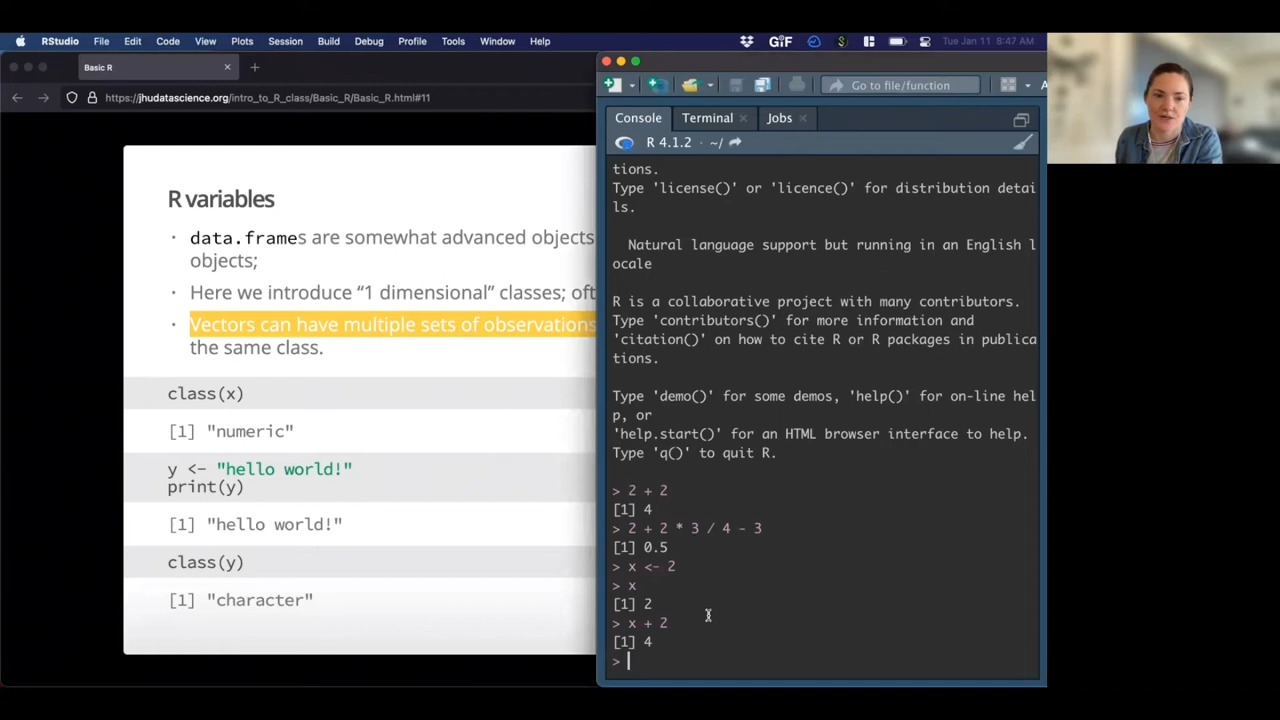 RStudio File Edit Code View Plots Session Build Debug Profile Tools Window Help GiF Tue Jan 11 8:47 AM
Basic R
https://jhudatascience.org/intro_to_R_class/Basic_R/Basic_R.html#11
R variables
· data.frames are somewhat advanced objects
objects;
· Here we introduce “1 dimensional” classes; oft
· Vectors can have multiple sets of observations
the same class.
class(x)
[1] "numeric"
y <- "hello world!"
print(y)
[1] "hello world!"
class(y)
[1] "character"
Go to file/function
A
Console Terminal Jobs
R 4.1.2 · ~/
tions.
Type 'license()' or 'licence()' for distribution detai
ls.
Natural language support but running in an English l
ocale
R is a collaborative project with many contributors.
Type 'contributors()' for more information and
'citation()' on how to cite R or R packages in publica
tions.
Type 'demo()' for some demos, 'help()' for on-line hel
p, or
'help.start()' for an HTML browser interface to help.
Type 'q()' to quit R.
> 2 + 2
[1] 4
> 2 + 2 * 3 / 4 - 3
[1] 0.5
> x <- 2
> x
[1] 2
> x + 2
[1] 4
>